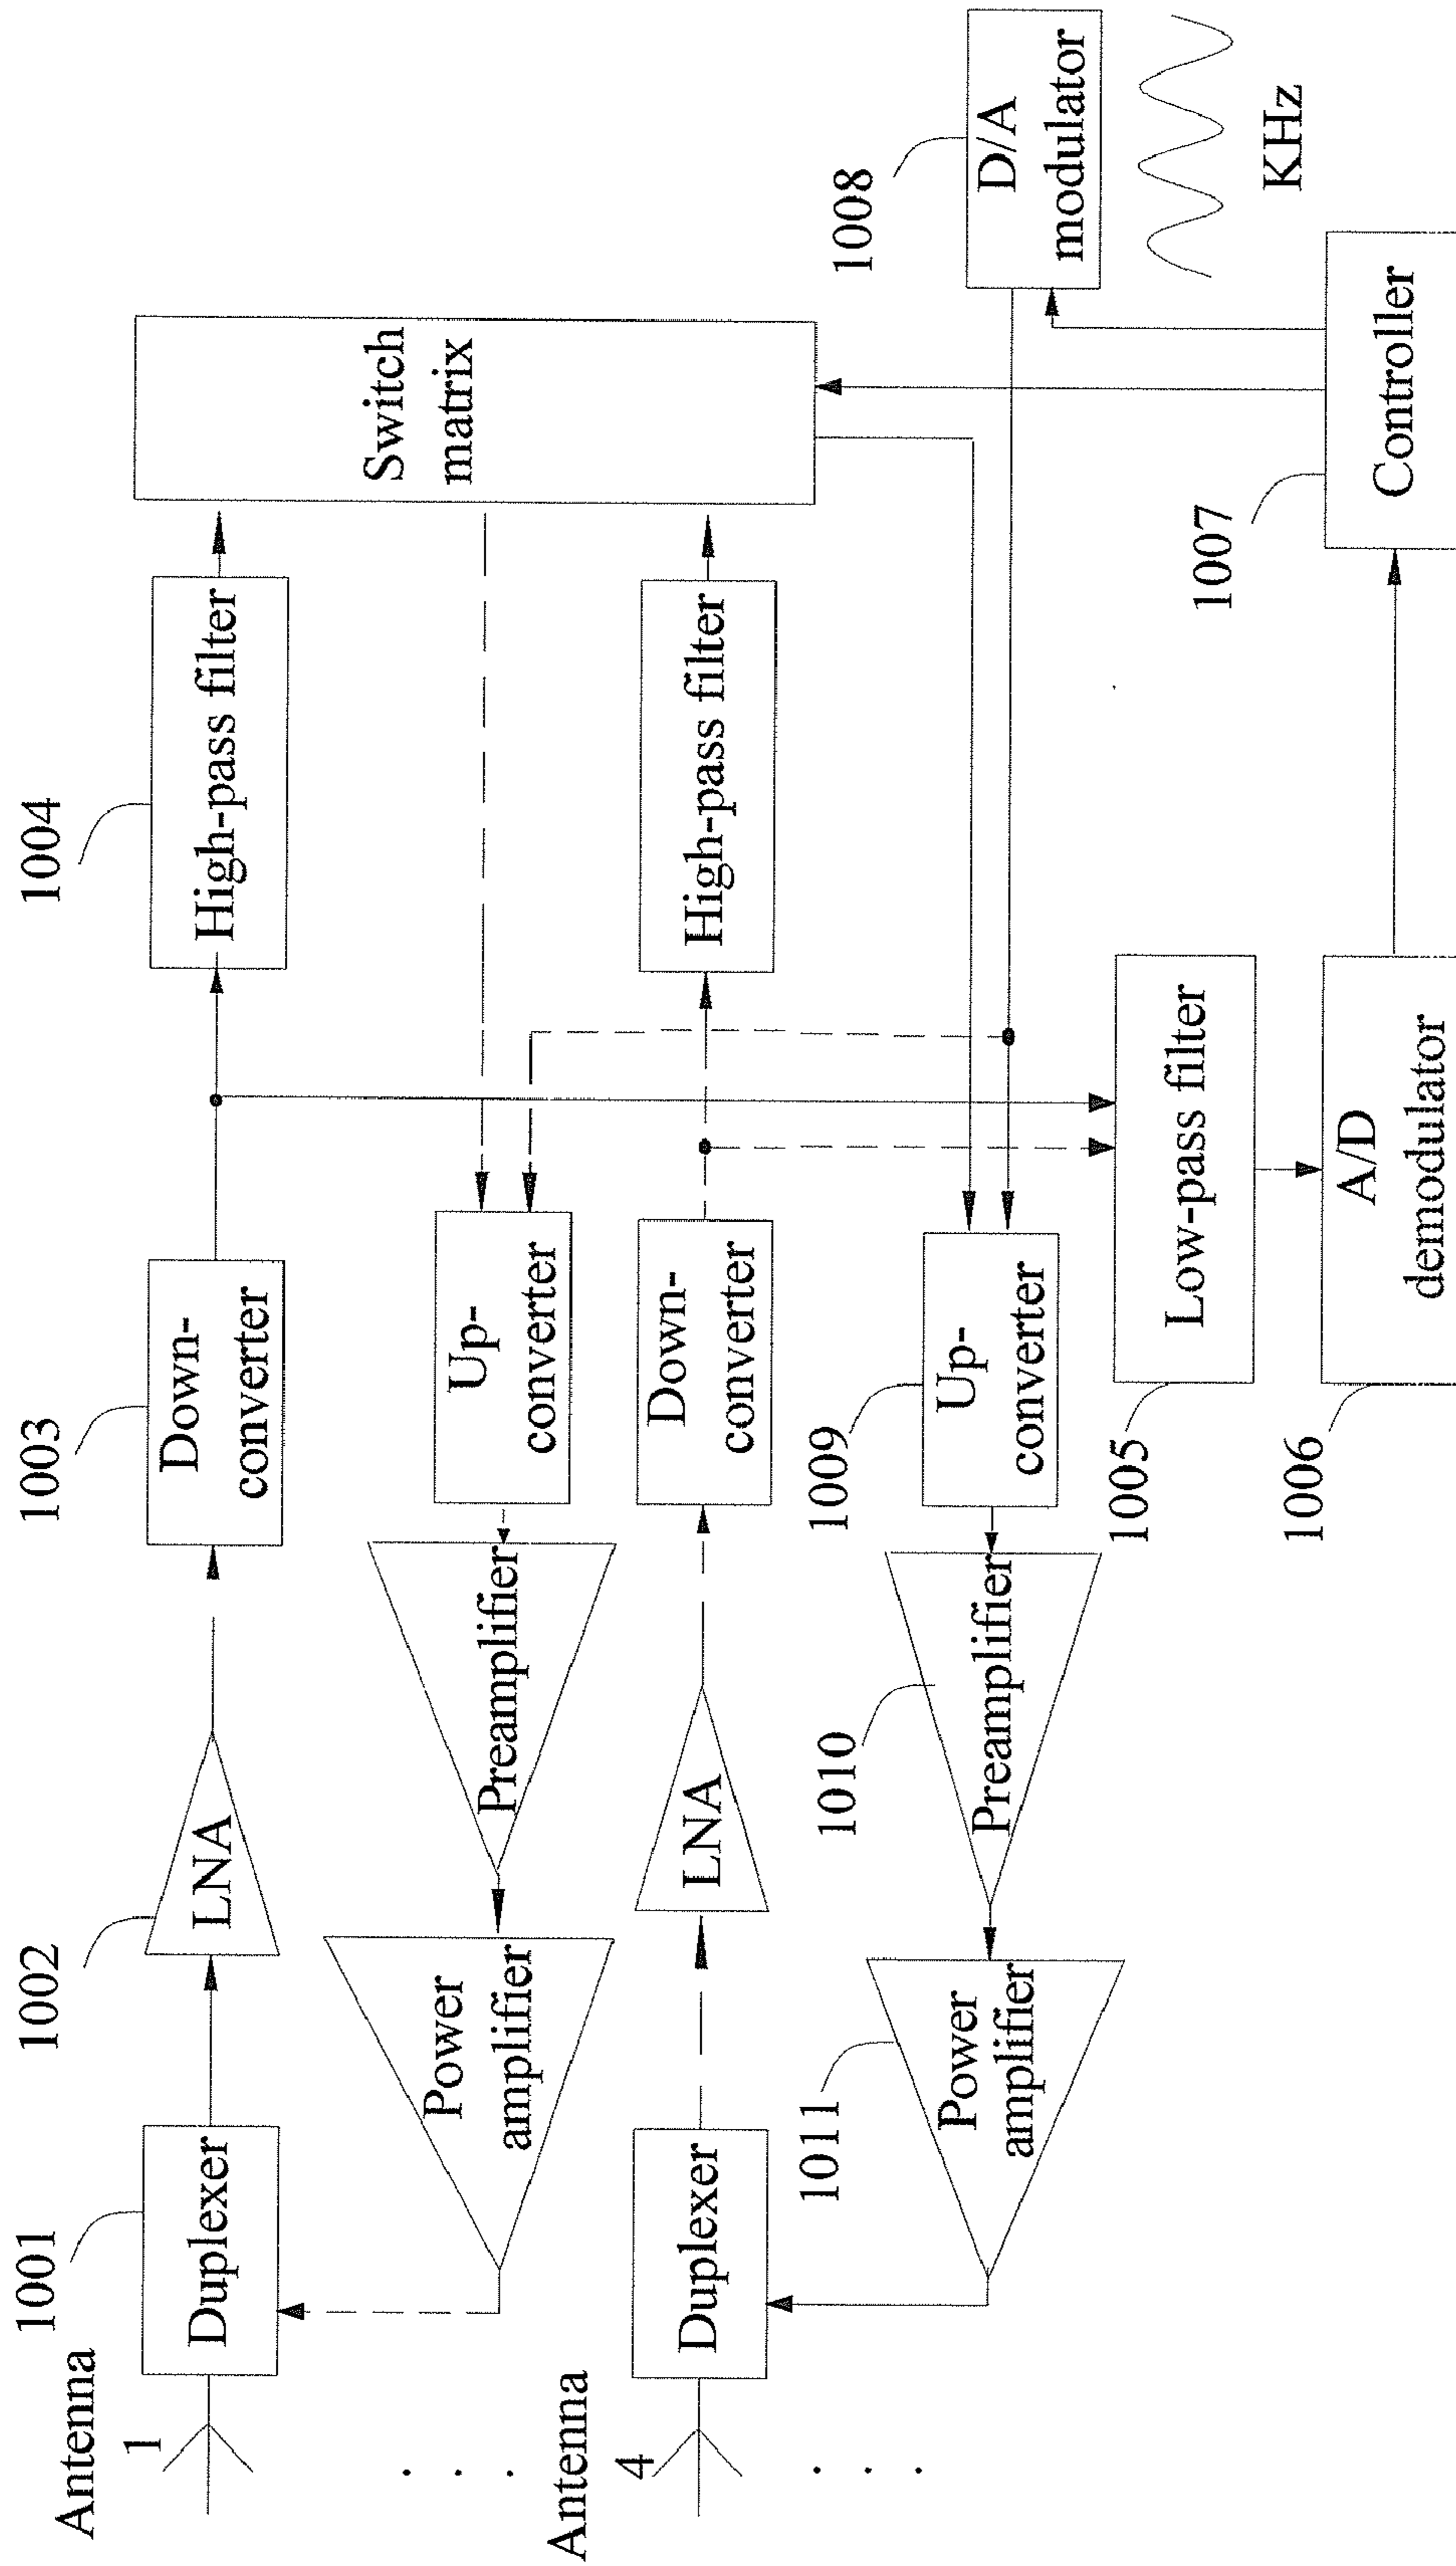 Antenna
1
1001
Duplexer
1002
LNA
1003
Down-
converter
1004
High-pass filter
Switch
matrix
Power
amplifier
Preamplifier
Up-
converter
Antenna
4
Duplexer
LNA
Down-
converter
High-pass filter
1011
Power
amplifier
1010
Preamplifier
1009
Up-
converter
1008
D/A
modulator
KHz
1005
Low-pass filter
1006
A/D
demodulator
1007
Controller